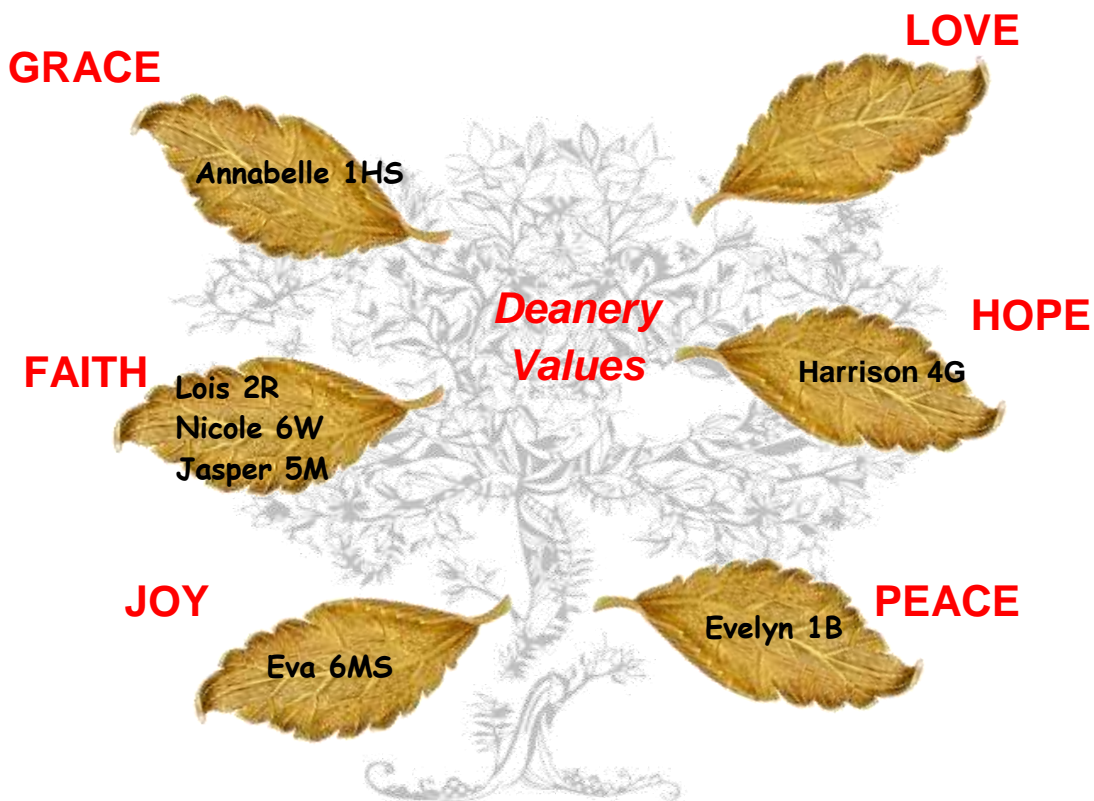 LOVE
GRACE
Annabelle 1HS
Deanery
Values
HOPE
FAITH
Harrison 4G
Lois 2R
Nicole 6W
Jasper 5M
JOY
PEACE
Evelyn 1B
Eva 6MS